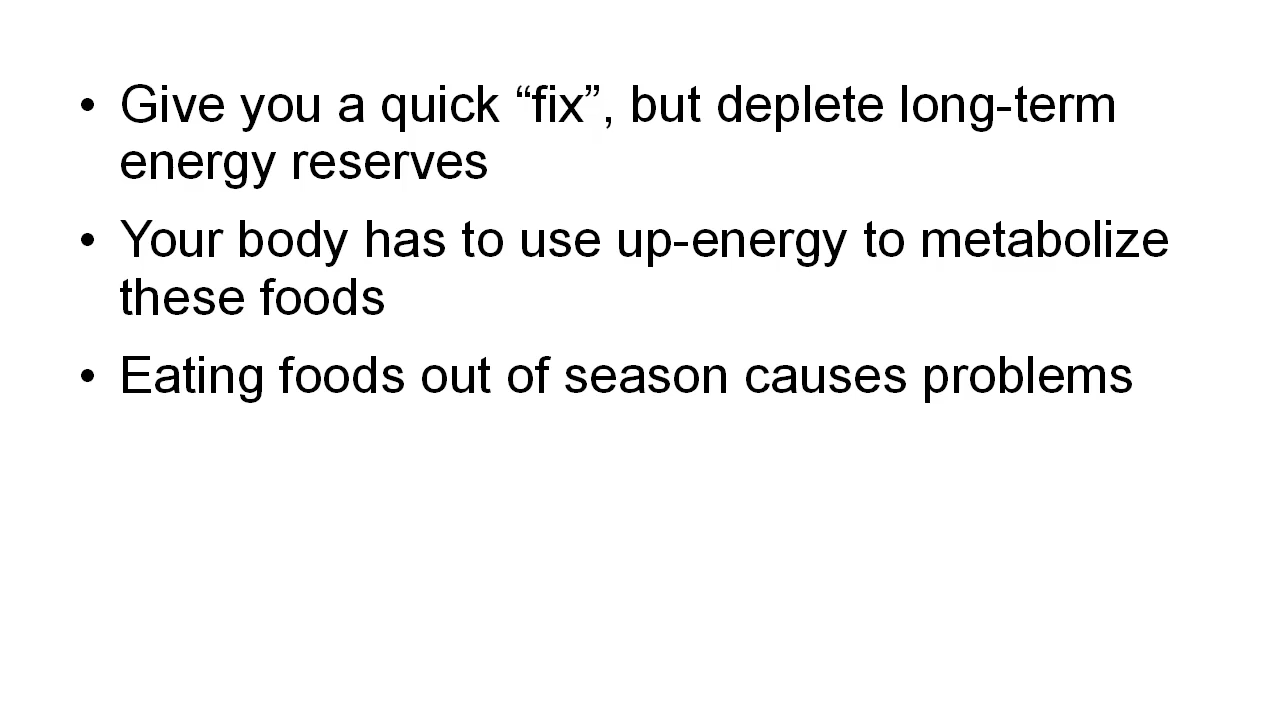 • Give you a quick “fix”, but deplete long-term
energy reserves
• Your body has to use up-energy to metabolize
these foods
• Eating foods out of season causes problems